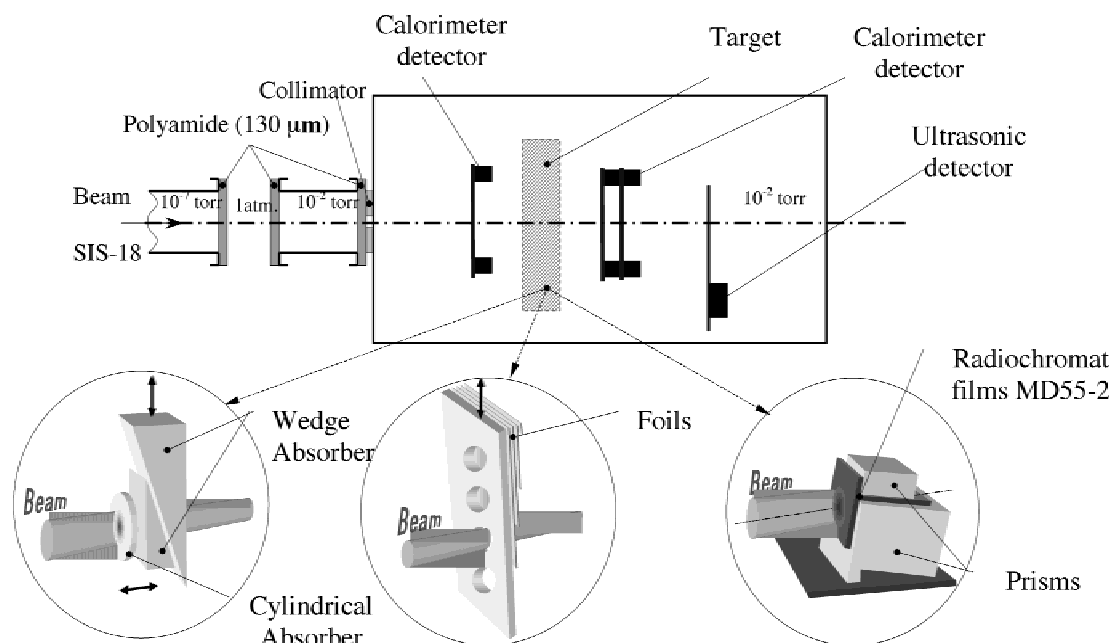 Calorimeter
detector
Target
Calorimeter
detector
Collimator
Polyamide (130 μm)
Ultrasonic
detector
Beam
10⁻⁷ torr
1atm.
10⁻² torr
10⁻² torr
SIS-18
Radiochromat
films MD55-2
Wedge
Absorber
Foils
Beam
Beam
Beam
Prisms
Cylindrical
Absorber